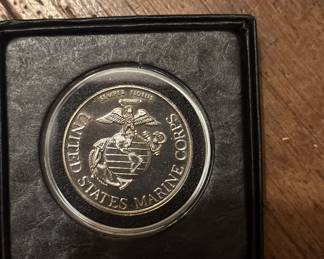 SEMPER FIDELIS
UNITED STATES MARINE CORPS